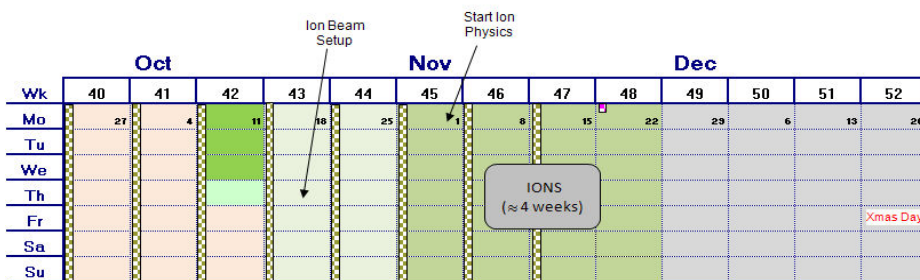 Ion Beam
Setup
Start Ion
Physics
Oct Nov Dec
Wk 40 41 42 43 44 45 46 47 48 49 50 51 52
Mo 27 4 11 18 25 1 8 15 22 29 6 13 20
Tu
We
Th
IONS
(≈4 weeks)
Fr Xmas Day
Sa
Su